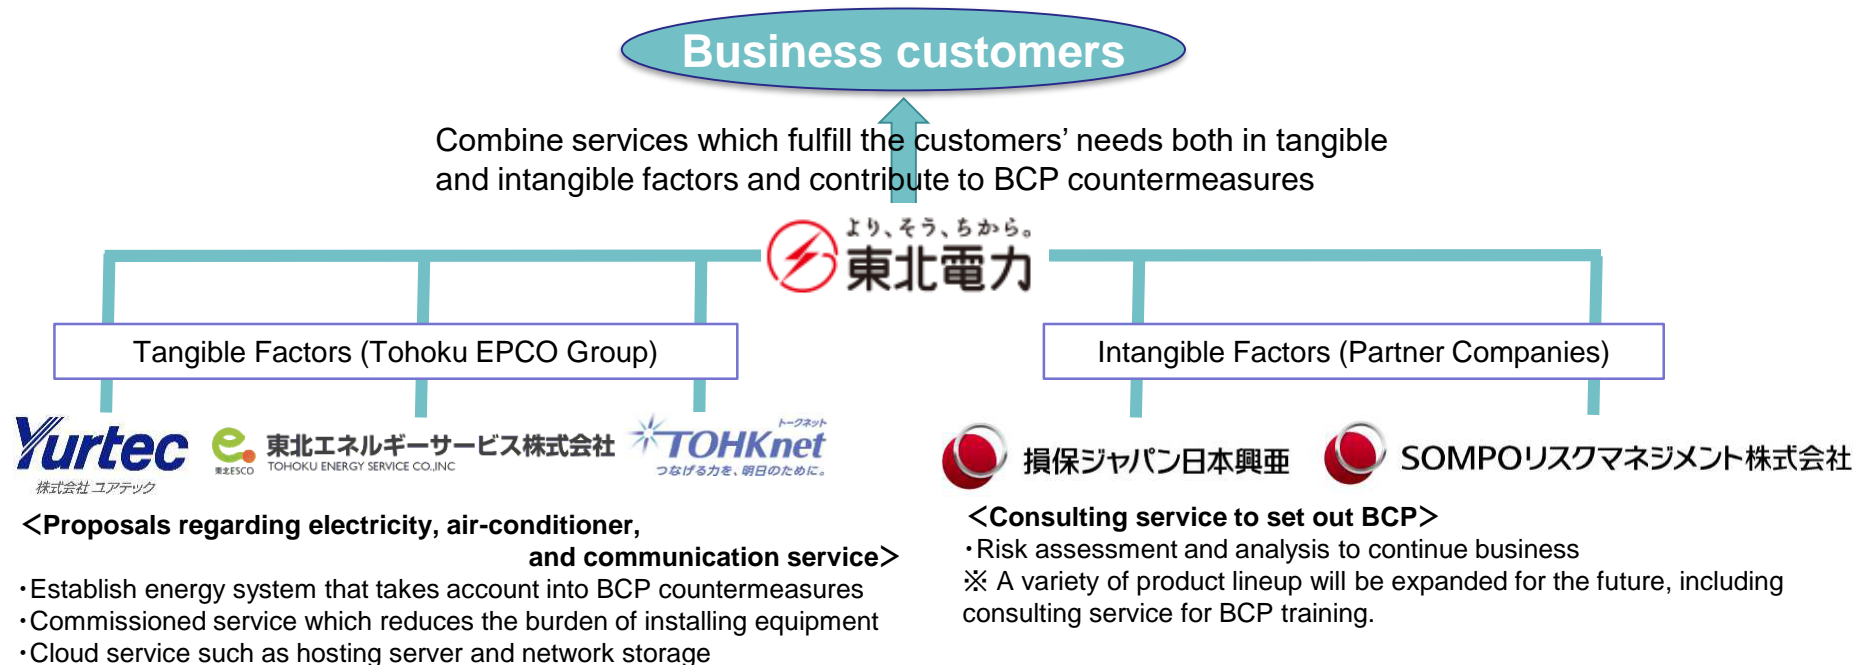 Business customers
Combine services which fulfill the customers’ needs both in tangible
and intangible factors and contribute to BCP countermeasures
より、そう、ちから。
東北電力
Tangible Factors (Tohoku EPCO Group)
Yurtec
株式会社 ユアテック
東北ESCO
東北エネルギーサービス株式会社
TOHOKU ENERGY SERVICE CO.,INC
トークネット
TOHKnet
つなげる力を、明日のために。
<Proposals regarding electricity, air-conditioner,
and communication service>
・Establish energy system that takes account into BCP countermeasures
・Commissioned service which reduces the burden of installing equipment
・Cloud service such as hosting server and network storage
Intangible Factors (Partner Companies)
損保ジャパン日本興亜
SOMPOリスクマネジメント株式会社
<Consulting service to set out BCP>
・Risk assessment and analysis to continue business
※ A variety of product lineup will be expanded for the future, including
consulting service for BCP training.